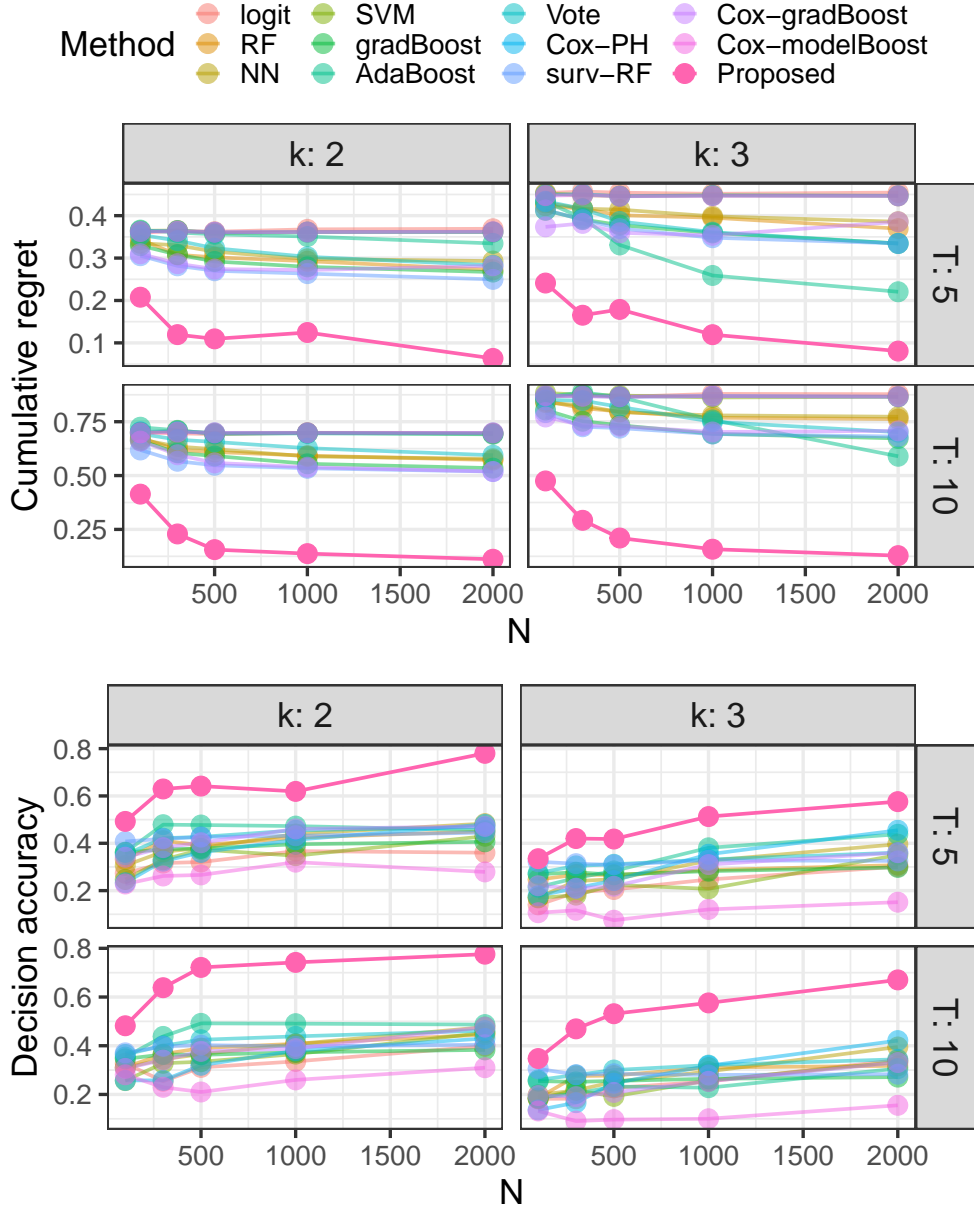 Method
logit
SVM
Vote
Cox−gradBoost
RF
gradBoost
Cox−PH
Cox−modelBoost
NN
AdaBoost
surv−RF
Proposed
k: 2
k: 3
Cumulative regret
0.4
0.3
0.2
0.1
T: 5
0.75
0.50
0.25
T: 10
500
1000
1500
2000
500
1000
1500
2000
N
k: 2
k: 3
Decision accuracy
0.8
0.6
0.4
0.2
T: 5
0.8
0.6
0.4
0.2
T: 10
500
1000
1500
2000
500
1000
1500
2000
N